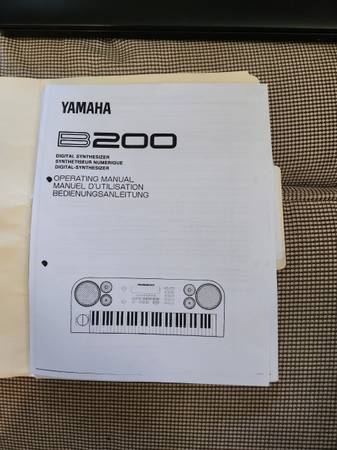 YAMAHA
B200
DIGITAL SYNTHESIZER
SYNTHETISEUR NUMERIQUE
DIGITAL-SYNTHESIZER
OPERATING MANUAL
MANUEL D'UTILISATION
BEDIENUNGSANLEITUNG